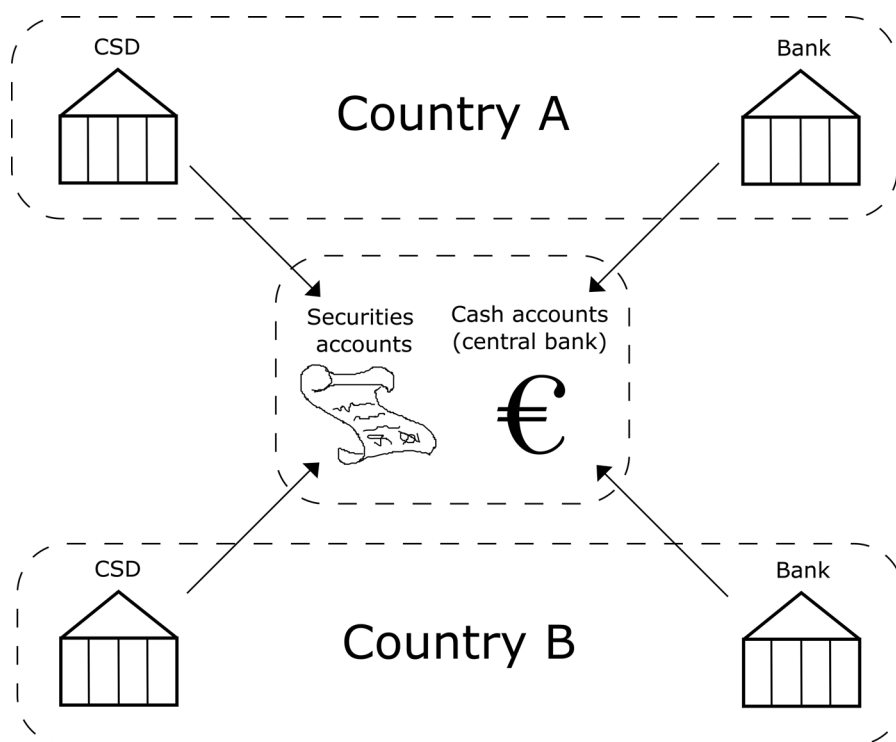 CSD
Bank
Country A
Securities
accounts
Cash accounts
(central bank)
€
CSD
Bank
Country B